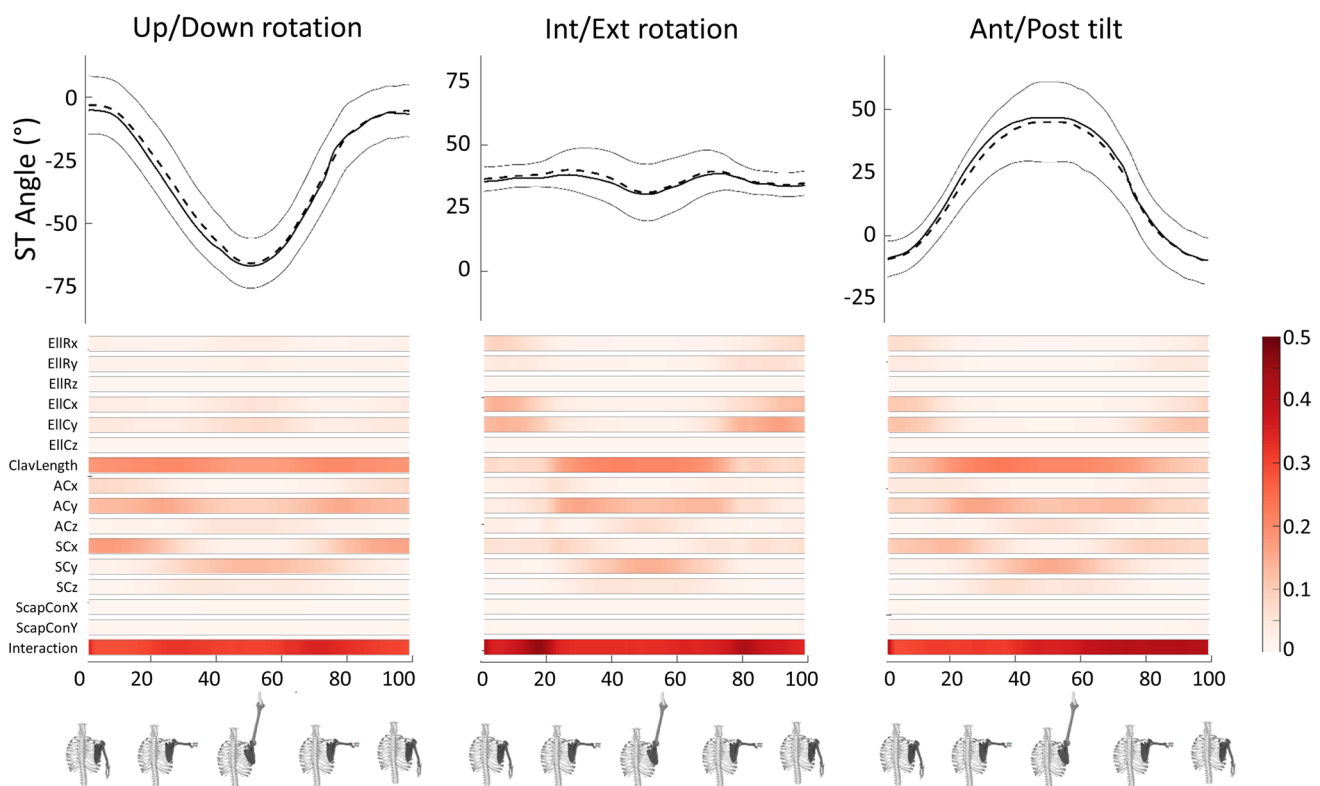 Up/Down rotation Int/Ext rotation Ant/Post tilt
ST Angle (°)
0
-25
-50
-75
75
50
25
0
50
25
0
-25
EllRx
EllRy
EllRz
EllCx
EllCy
EllCz
ClavLength
ACx
ACy
ACz
SCx
SCy
SCz
ScapConX
ScapConY
Interaction
0.5
0.4
0.3
0.2
0.1
0
0 20 40 60 80 100 0 20 40 60 80 100 0 20 40 60 80 100